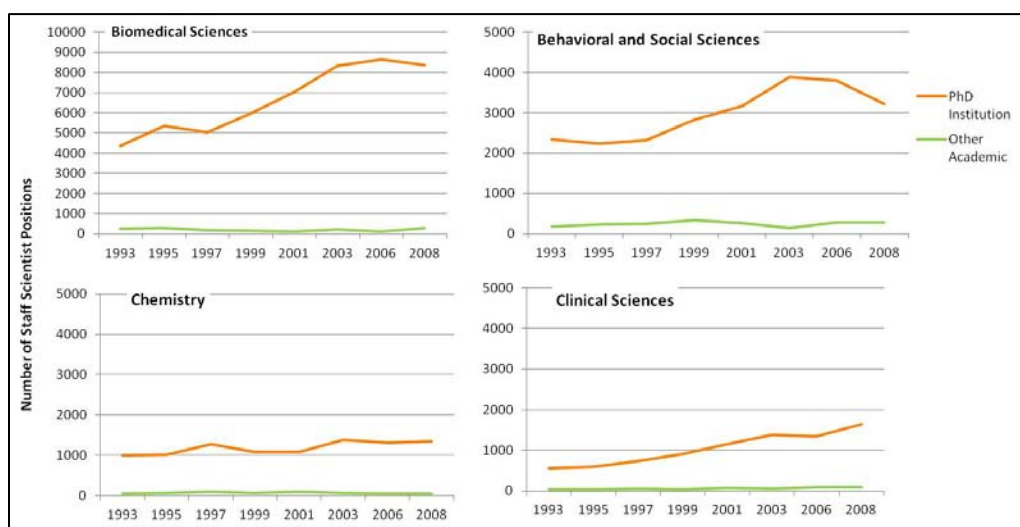 Number of Staff Scientist Positions
Biomedical Sciences
10000
9000
8000
7000
6000
5000
4000
3000
2000
1000
0
1993 1995 1997 1999 2001 2003 2006 2008
Behavioral and Social Sciences
5000
4000
3000
2000
1000
0
1993 1995 1997 1999 2001 2003 2006 2008
PhD
Institution
Other
Academic
Chemistry
5000
4000
3000
2000
1000
0
1993 1995 1997 1999 2001 2003 2006 2008
Clinical Sciences
5000
4000
3000
2000
1000
0
1993 1995 1997 1999 2001 2003 2006 2008